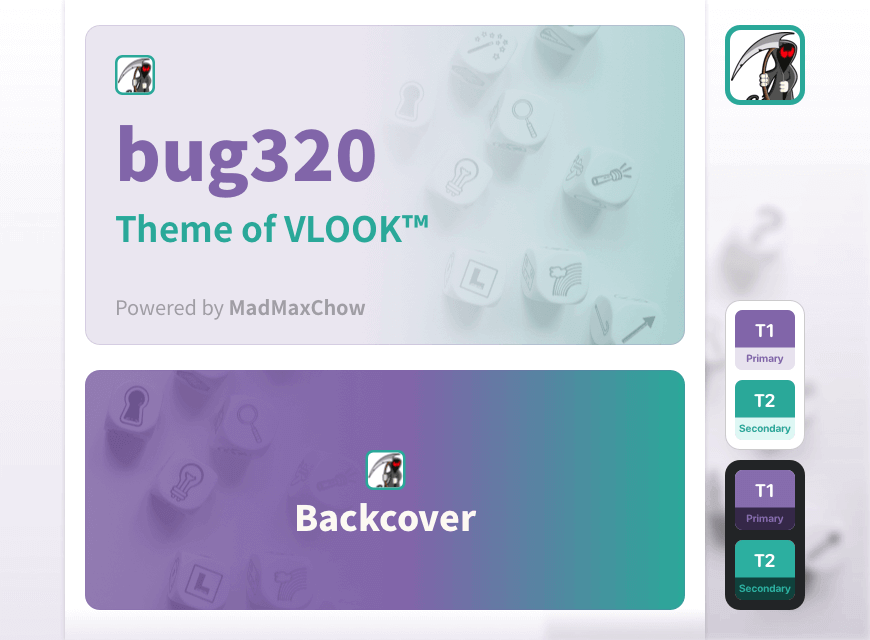 bug320
Theme of VLOOK™
Powered by MadMaxChow
L
Backcover
L
T1
Primary
T2
Secondary
T1
Primary
T2
Secondary